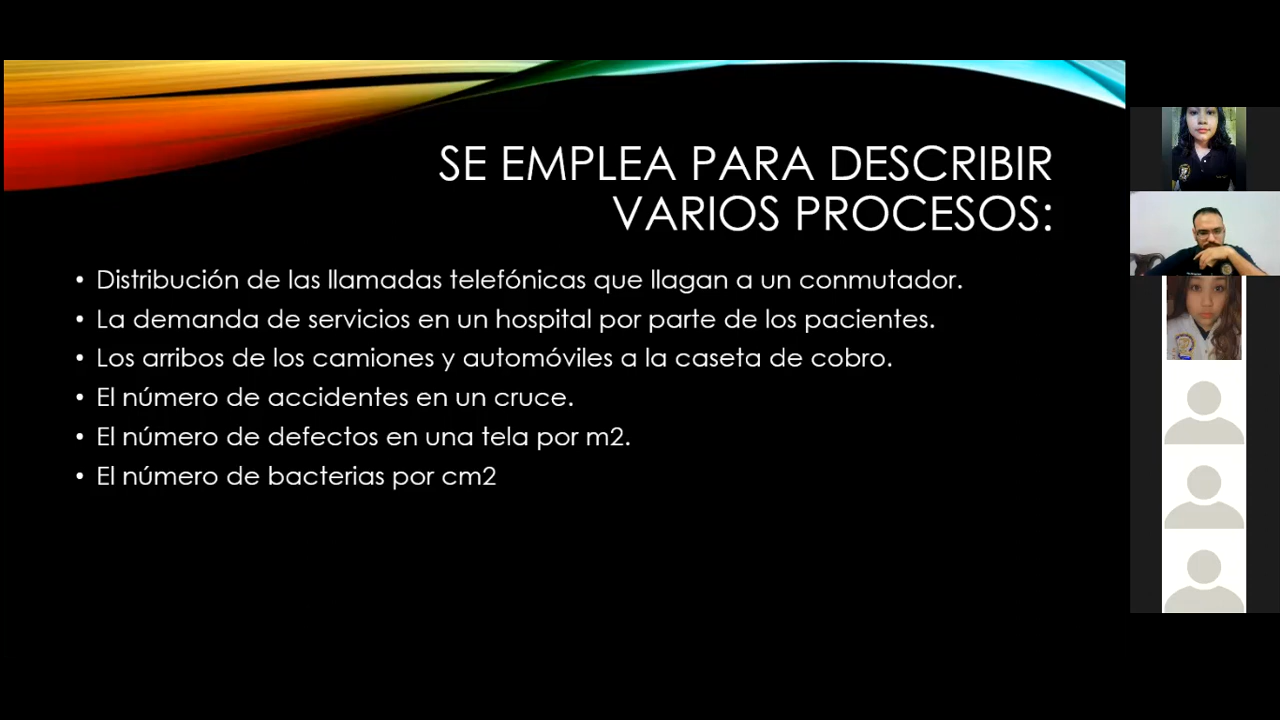 SE EMPLEA PARA DESCRIBIR
VARIOS PROCESOS:
• Distribución de las llamadas telefónicas que llagan a un conmutador.
• La demanda de servicios en un hospital por parte de los pacientes.
• Los arribos de los camiones y automóviles a la caseta de cobro.
• El número de accidentes en un cruce.
• El número de defectos en una tela por m2.
• El número de bacterias por cm2